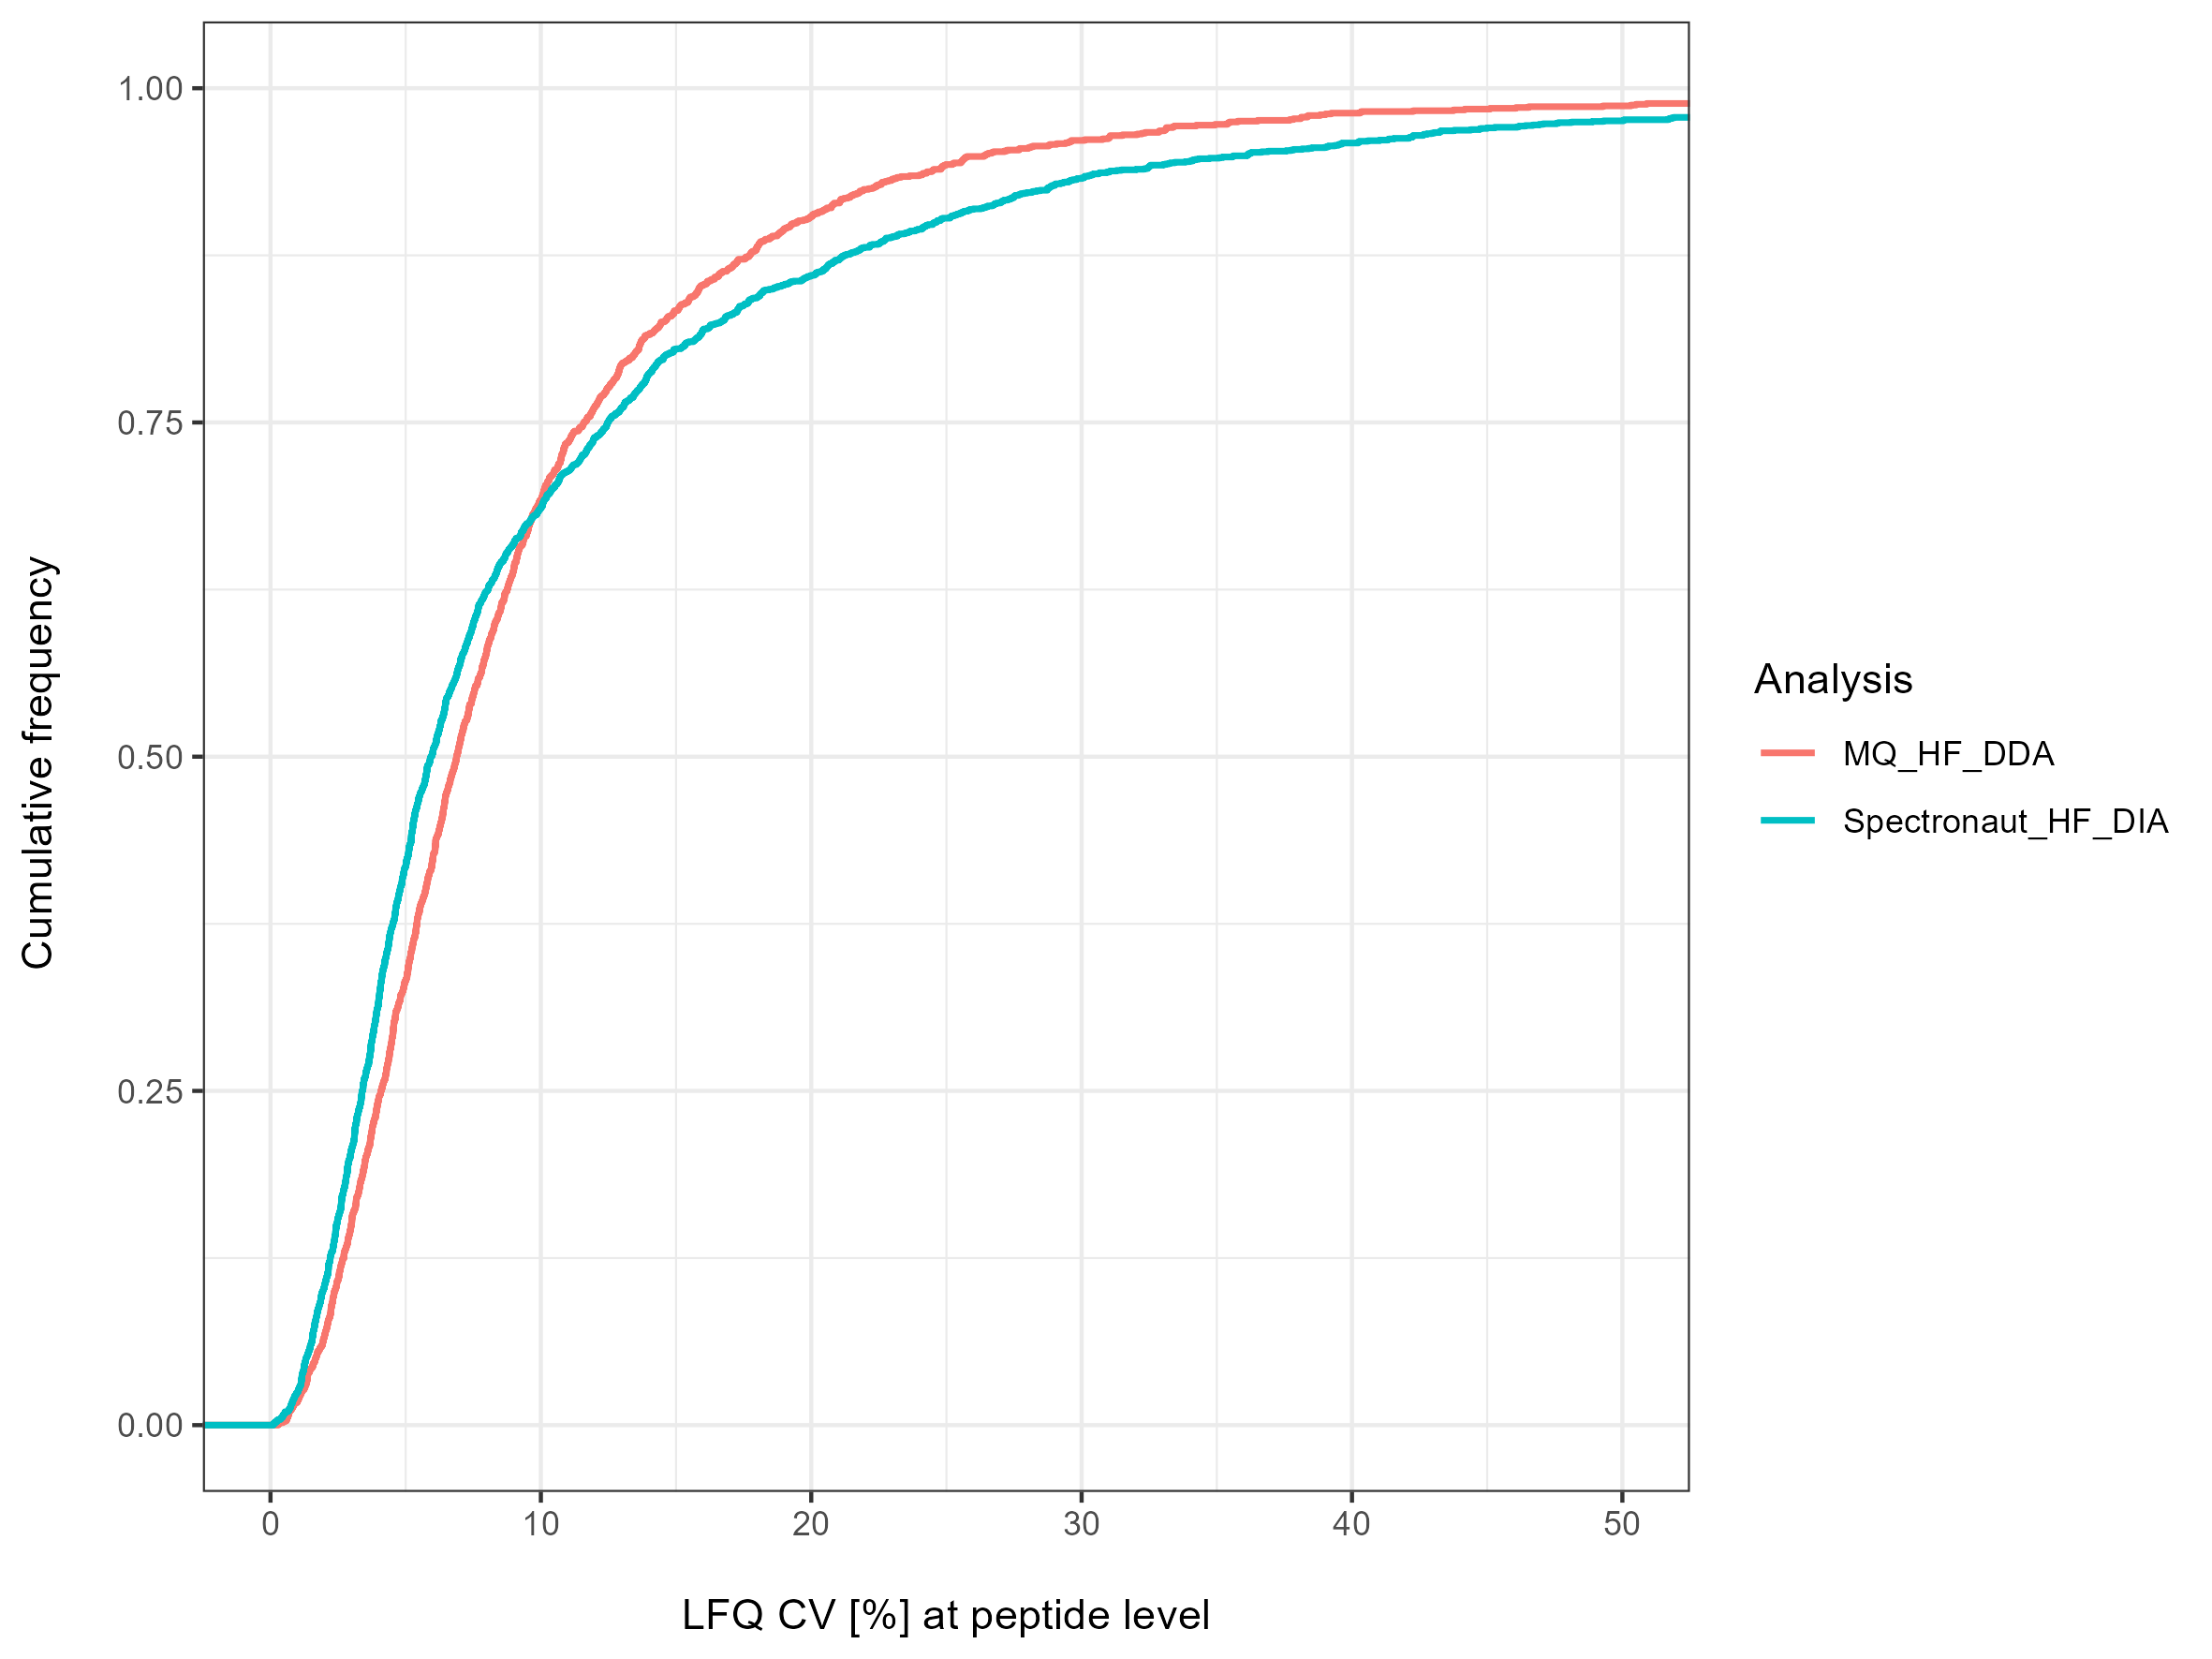 Cumulative frequency
1.00
0.75
0.50
0.25
0.00
0 10 20 30 40 50
LFQ CV [%] at peptide level
Analysis
MQ_HF_DDA
Spectronaut_HF_DIA